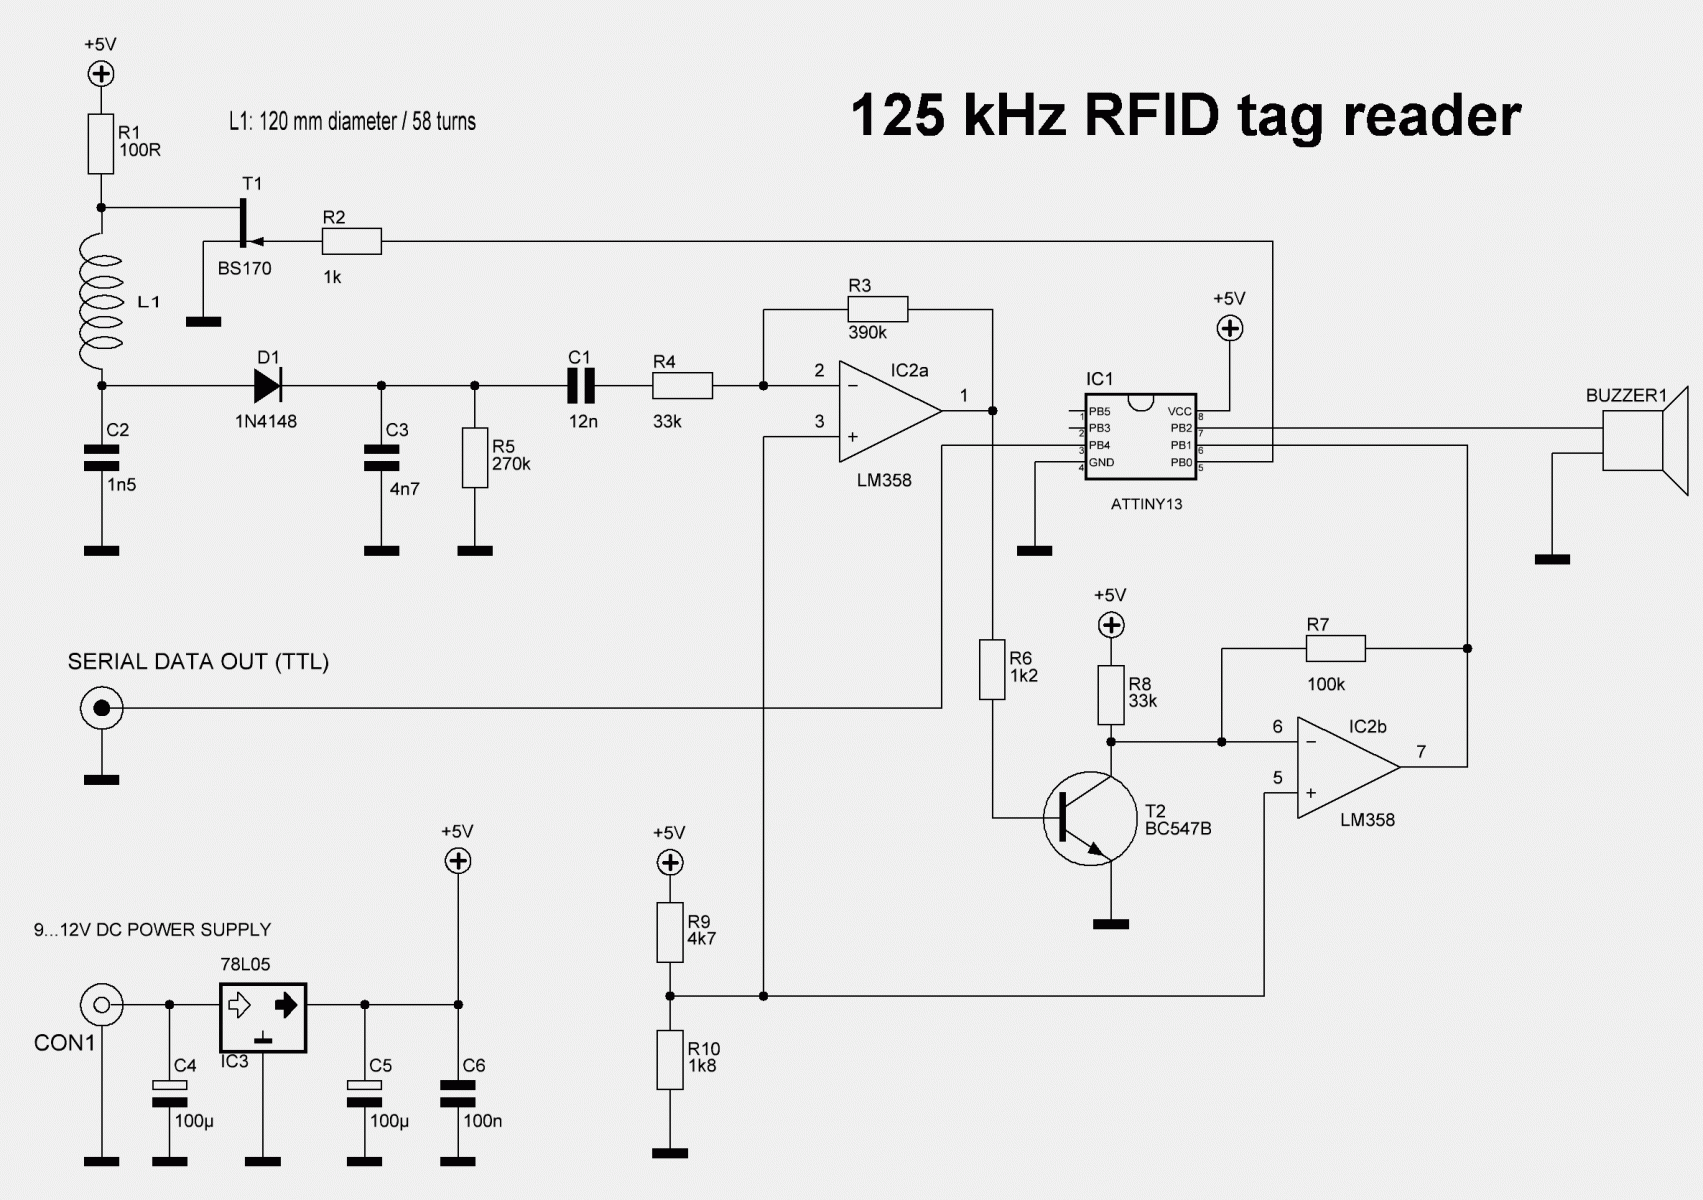 +5V
R1
100R
L1: 120 mm diameter / 58 turns
125 kHz RFID tag reader
T1
R2
BS170
1k
L1
R3
390k
+5V
D1
1N4148
C1
12n
R4
33k
2
3
IC2a
1
LM358
IC1
PB5
PB3
PB4
GND
VCC
PB2
PB1
PB0
1
2
3
4
8
7
6
5
ATTINY13
BUZZER1
C2
1n5
C3
4n7
R5
270k
SERIAL DATA OUT (TTL)
R6
1k2
+5V
R8
33k
R7
100k
6
5
IC2b
7
LM358
T2
BC547B
+5V
+5V
9...12V DC POWER SUPPLY
78L05
CON1
IC3
C4
100µ
C5
100µ
C6
100n
R9
4k7
R10
1k8